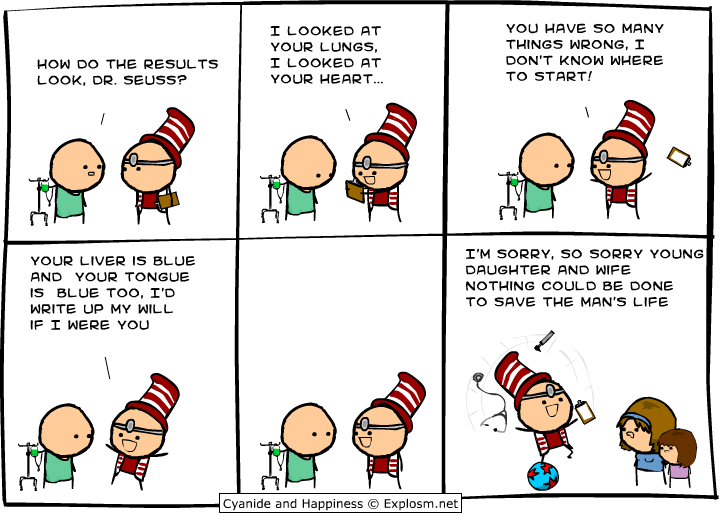 HOW DO THE RESULTS
LOOK, DR. SEUSS?
I LOOKED AT
YOUR LUNGS,
I LOOKED AT
YOUR HEART...
YOU HAVE SO MANY
THINGS WRONG, I
DON'T KNOW WHERE
TO START!
YOUR LIVER IS BLUE
AND YOUR TONGUE
IS BLUE TOO, I'D
WRITE UP MY WILL
IF I WERE YOU
I'M SORRY, SO SORRY YOUNG
DAUGHTER AND WIFE
NOTHING COULD BE DONE
TO SAVE THE MAN'S LIFE
Cyanide and Happiness © Explosm.net